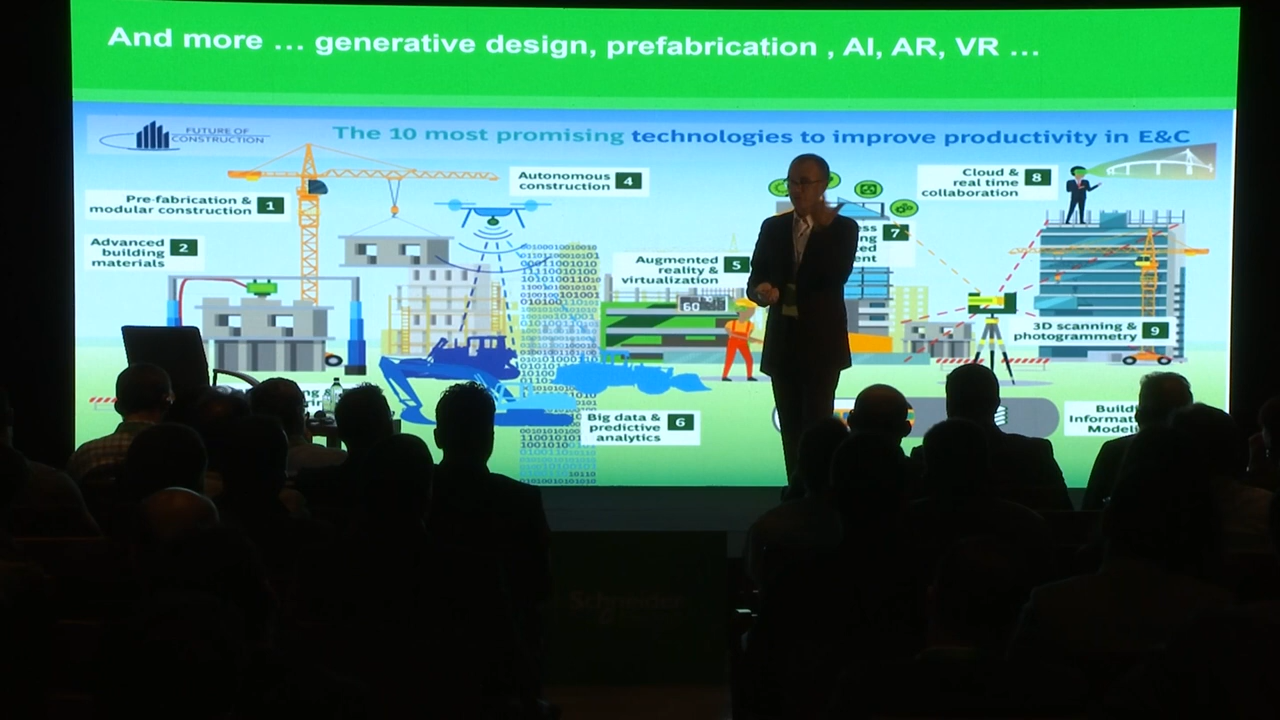 And more ... generative design, prefabrication , AI, AR, VR ...
FUTURE OF
CONSTRUCTION
The 10 most promising technologies to improve productivity in E&C
Pre-fabrication &
modular construction 1
Advanced
building
materials 2
Autonomous
construction 4
Augmented
reality &
virtualization 5
60
Big data &
predictive
analytics 6
7
Cloud &
real time
collaboration 8
3D scanning &
photogrammetry 9
Schneider